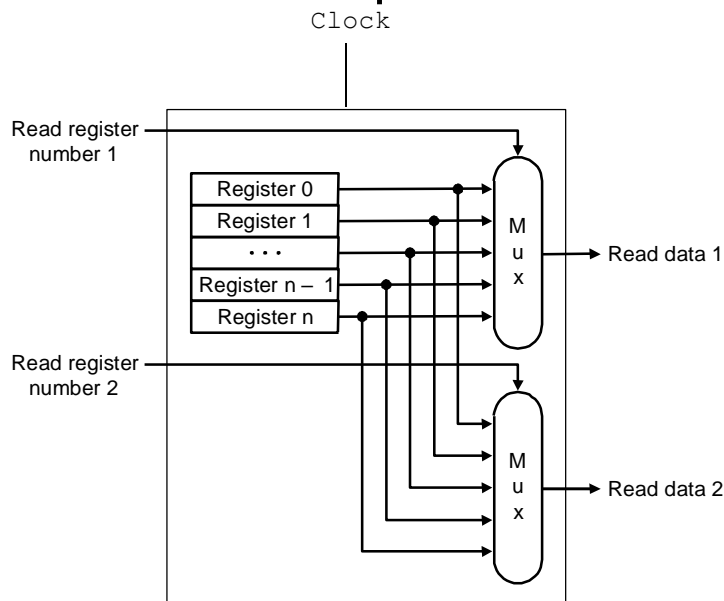 Clock
Read register
number 1
Register 0
Register 1
. . .
Register n – 1
Register n
M
u
x
Read data 1
Read register
number 2
M
u
x
Read data 2